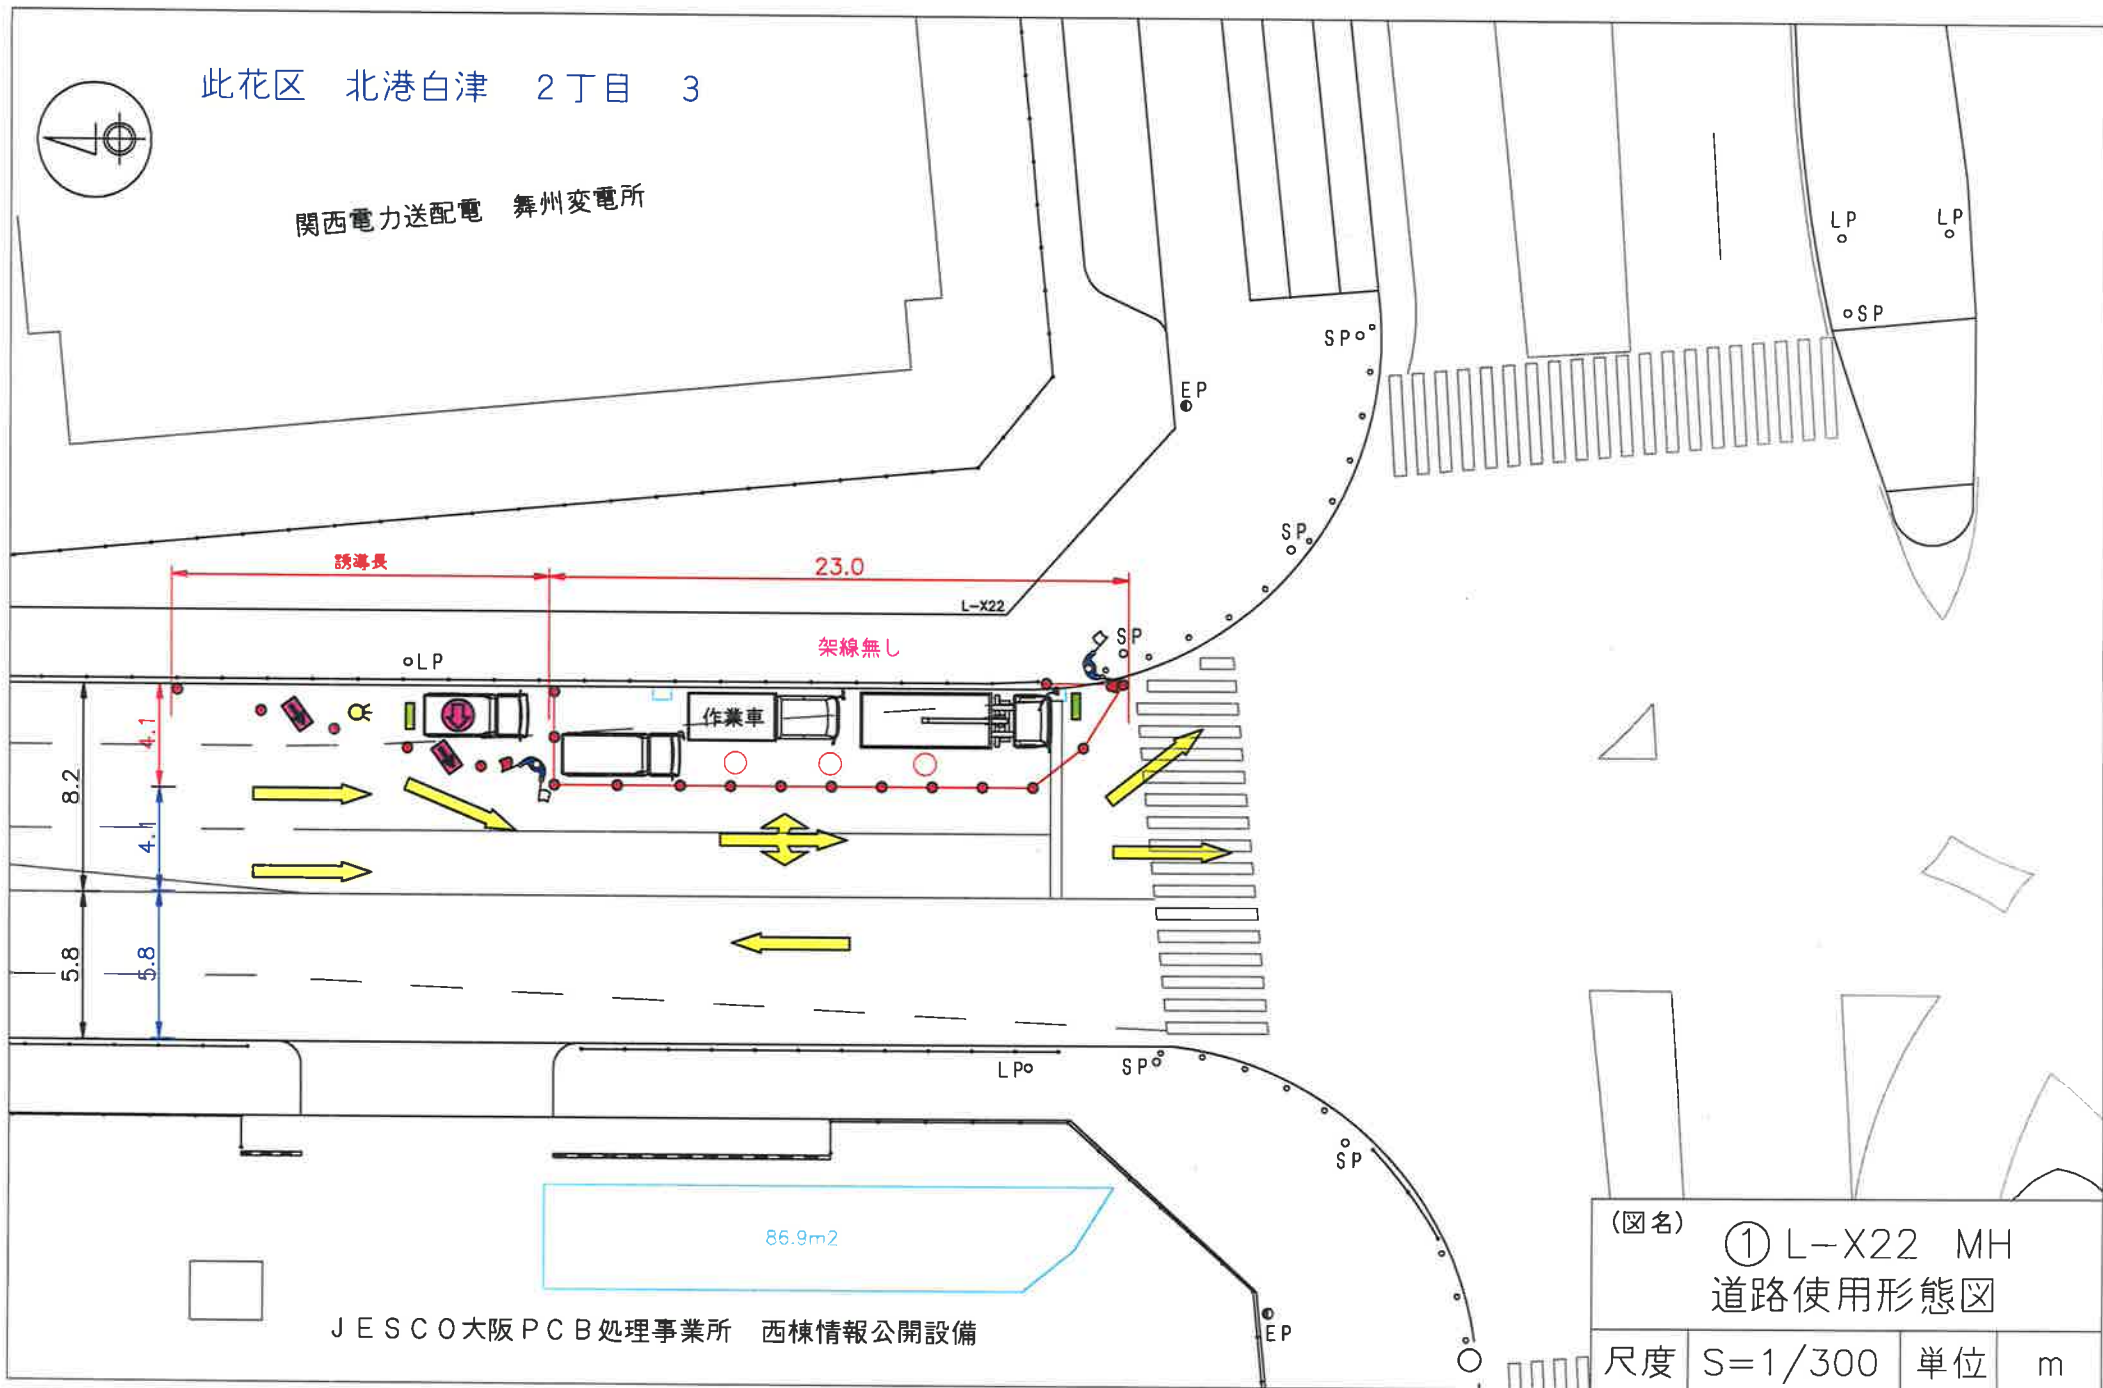 此花区 北港白津 2丁目 3
関西電力送配電 舞州変電所
LP
LP
SP
SP
EP
SP
誘導長
23.0
L-X22
SP
架線無し
LP
作業車
4.1
8.2
4.1
5.8
5.8
LP
SP
SP
86.9m2
JESCO大阪PCB処理事業所 西棟情報公開設備
EP
(図名)
① L-X22 MH
道路使用形態図
尺度 S=1/300 単位 m